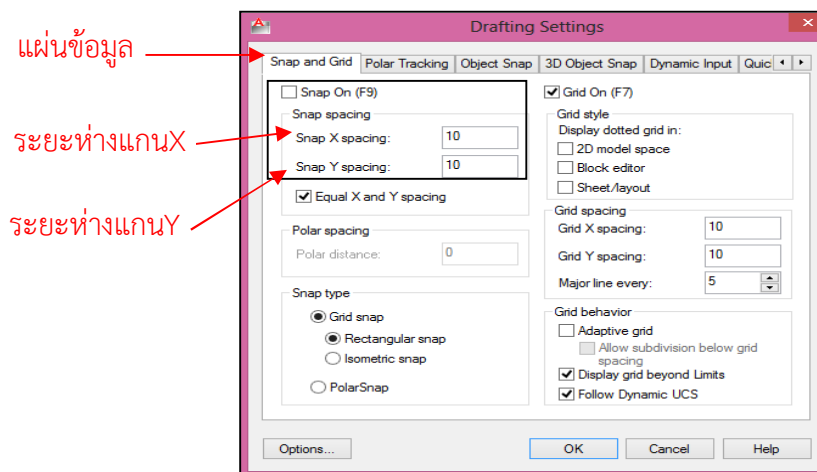 Drafting Settings
แผ่นข้อมูล
Snap and Grid Polar Tracking Object Snap 3D Object Snap Dynamic Input Quic
Snap On (F9)
Snap spacing
ระยะห่างแกนX
Snap X spacing: 10
Snap Y spacing: 10
ระยะห่างแกนY
Equal X and Y spacing
Polar spacing
Polar distance: 0
Snap type
Grid snap
Rectangular snap
Isometric snap
PolarSnap
Grid On (F7)
Grid style
Display dotted grid in:
2D model space
Block editor
Sheet/layout
Grid spacing
Grid X spacing: 10
Grid Y spacing: 10
Major line every: 5
Grid behavior
Adaptive grid
Allow subdivision below grid
spacing
Display grid beyond Limits
Follow Dynamic UCS
Options... OK Cancel Help